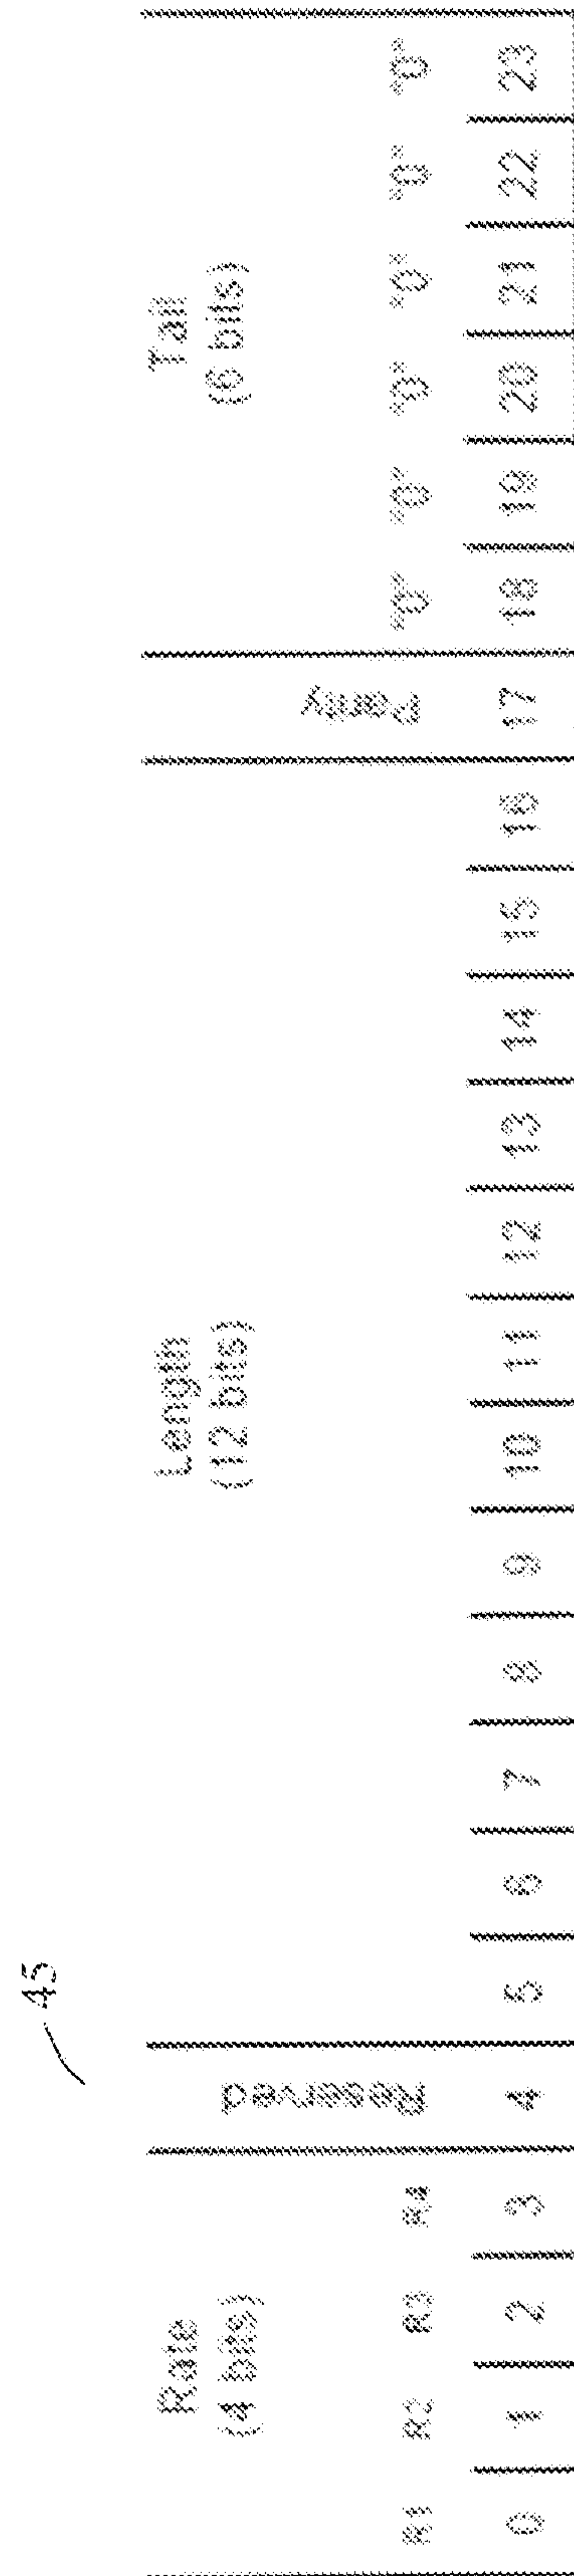 45
Rate
(4 bits)
Reserved
Length
(12 bits)
Parity
Tail
(6 bits)
R1 R2 R3 R4
"0" "0" "0" "0" "0" "0"
0 1 2 3 4 5 6 7 8 9 10 11 12 13 14 15 16 17 18 19 20 21 22 23